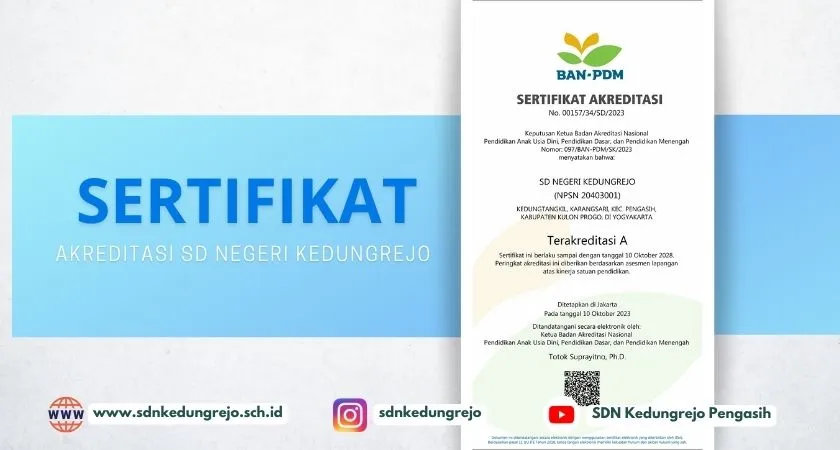 SERTIFIKAT
AKREDITASI SD NEGERI KEDUNGREJO
BAN-PDM
SERTIFIKAT AKREDITASI
No. 00157/34/SD/2023
Keputusan Ketua Badan Akreditasi Nasional
Pendidikan Anak Usia Dini, Pendidikan Dasar, dan Pendidikan Menengah
Nomor: 097/BAN-PDM/SK/2023
menyatakan bahwa:
SD NEGERI KEDUNGREJO
(NPSN 20403001)
KEDUNGTANGKIL, KARANGSARI, KEC. PENGASIH,
KABUPATEN KULON PROGO, DI YOGYAKARTA
Terakreditasi A
Sertifikat ini berlaku sampai dengan tanggal 10 Oktober 2028.
Peringkat akreditasi ini diberikan berdasarkan asesmen lapangan
atas kinerja satuan pendidikan.
Ditetapkan di Jakarta
Pada tanggal 10 Oktober 2023
Ditandatangani secara elektronik oleh:
Ketua Badan Akreditasi Nasional
Pendidikan Anak Usia Dini, Pendidikan Dasar, dan Pendidikan Menengah
Totok Suprayitno, Ph.D.
WWW
www.sdnkedungrejo.sch.id
sdnkedungrejo
SDN Kedungrejo Pengasih